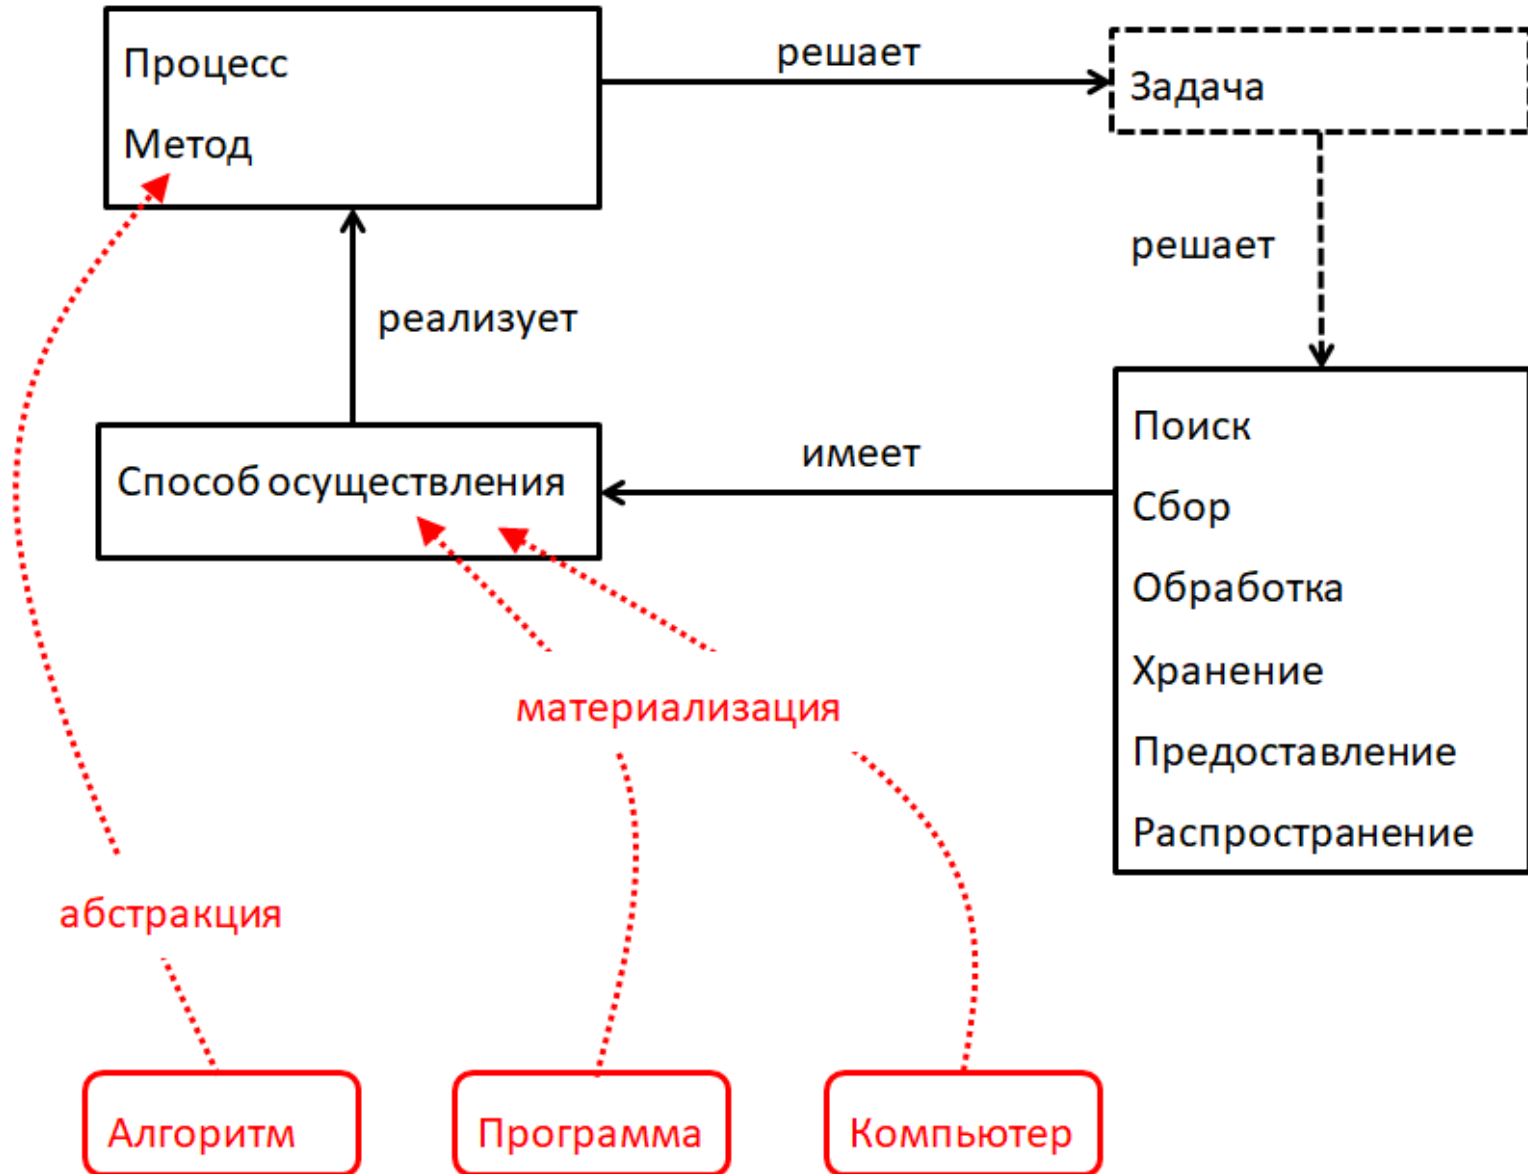 Процесс
Метод
решает
Задача
решает
реализует
Способ осуществления
имеет
Поиск
Сбор
Обработка
Хранение
Предоставление
Распространение
материализация
абстракция
Алгоритм
Программа
Компьютер